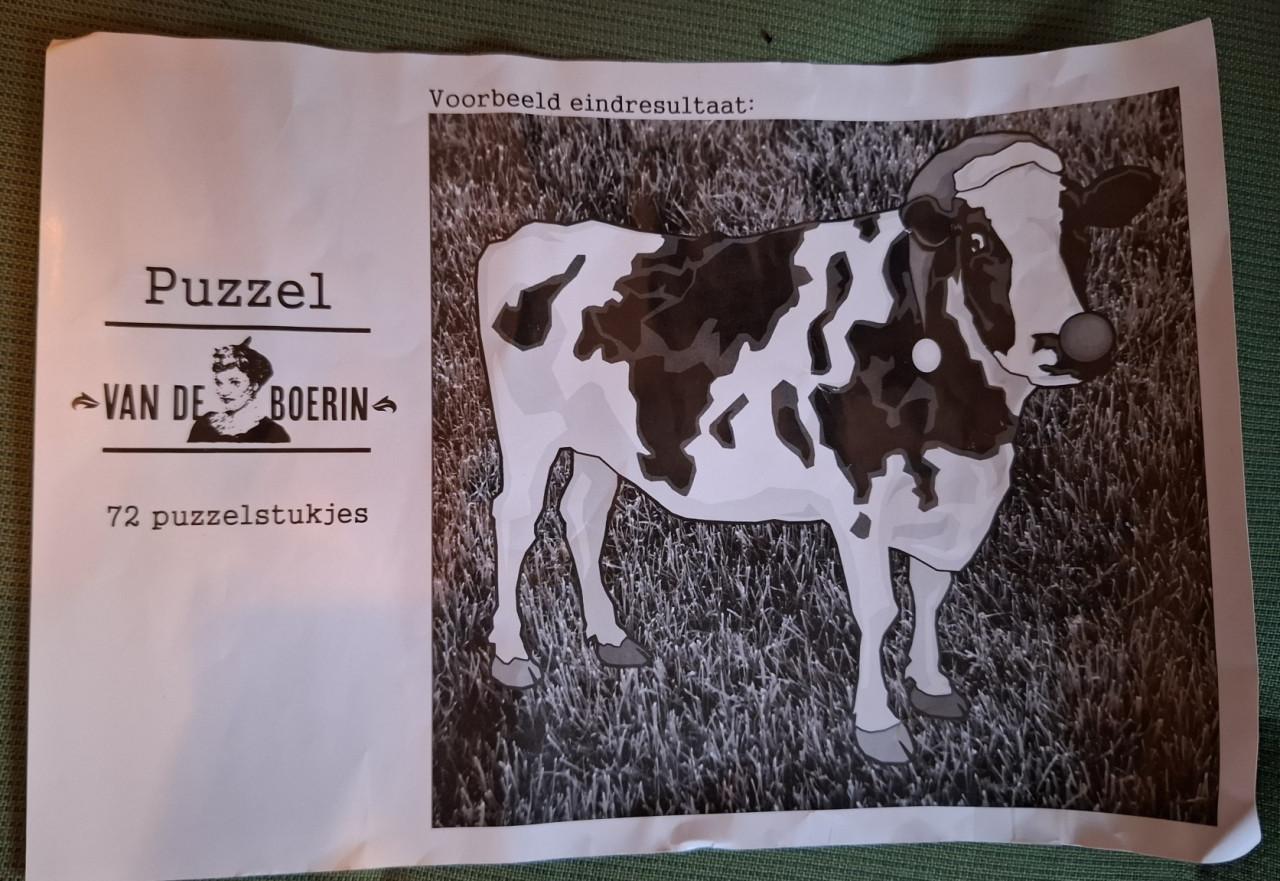 Voorbeeld eindresultaat:
Puzzel
VAN DE BOERIN
72 puzzelstukjes